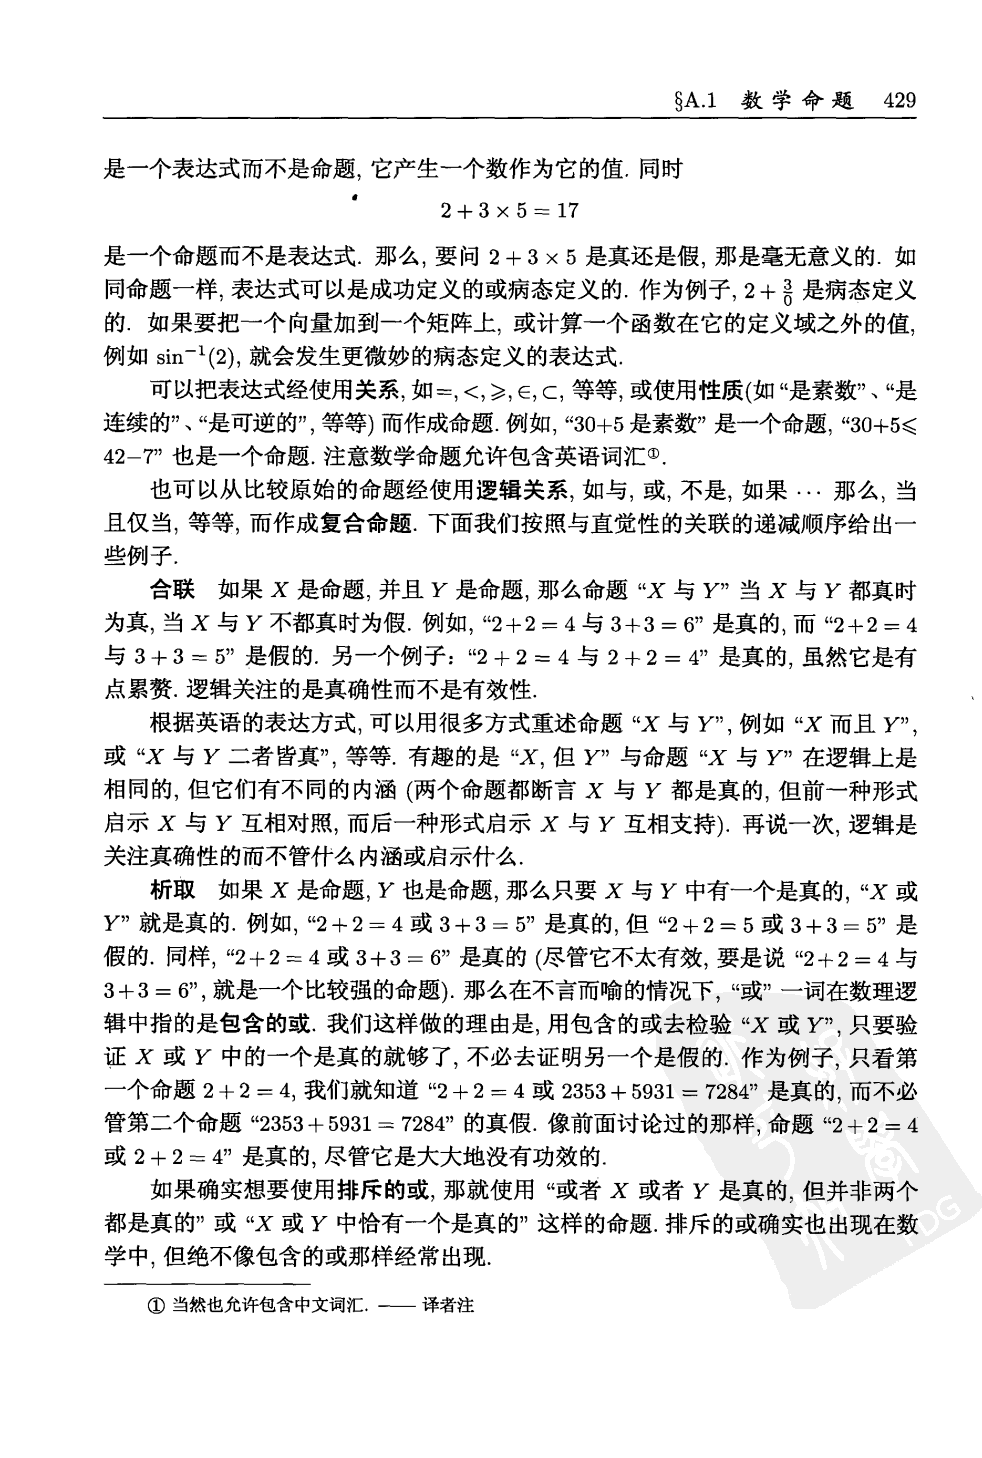 §A.1 数学命题 429
是一个表达式而不是命题, 它产生一个数作为它的值. 同时
2 + 3 × 5 = 17
是一个命题而不是表达式. 那么, 要问 2 + 3 × 5 是真还是假, 那是毫无意义的. 如
同命题一样, 表达式可以是成功定义的或病态定义的. 作为例子, 2 + 3/0 是病态定义
的. 如果要把一个向量加到一个矩阵上, 或计算一个函数在它的定义域之外的值,
例如 sin⁻¹(2), 就会发生更微妙的病态定义的表达式.
可以把表达式经使用关系, 如=, <, ⩾, ∈, ⊂, 等等, 或使用性质(如 “是素数”、“是
连续的”、“是可逆的”, 等等) 而作成命题. 例如, “30+5 是素数” 是一个命题, “30+5⩽
42−7” 也是一个命题. 注意数学命题允许包含英语词汇①.
也可以从比较原始的命题经使用逻辑关系, 如与, 或, 不是, 如果 ⋯ 那么, 当
且仅当, 等等, 而作成复合命题. 下面我们按照与直觉性的关联的递减顺序给出一
些例子.
合联 如果 X 是命题, 并且 Y 是命题, 那么命题 “X 与 Y” 当 X 与 Y 都真时
为真, 当 X 与 Y 不都真时为假. 例如, “2+2 = 4 与 3+3 = 6” 是真的, 而 “2+2 = 4
与 3 + 3 = 5” 是假的. 另一个例子: “2 + 2 = 4 与 2 + 2 = 4” 是真的, 虽然它是有
点累赘. 逻辑关注的是真确性而不是有效性.
根据英语的表达方式, 可以用很多方式重述命题 “X 与 Y”, 例如 “X 而且 Y”,
或 “X 与 Y 二者皆真”, 等等. 有趣的是 “X, 但 Y” 与命题 “X 与 Y” 在逻辑上是
相同的, 但它们有不同的内涵 (两个命题都断言 X 与 Y 都是真的, 但前一种形式
启示 X 与 Y 互相对照, 而后一种形式启示 X 与 Y 互相支持). 再说一次, 逻辑是
关注真确性的而不管什么内涵或启示什么.
析取 如果 X 是命题, Y 也是命题, 那么只要 X 与 Y 中有一个是真的, “X 或
Y” 就是真的. 例如, “2 + 2 = 4 或 3 + 3 = 5” 是真的, 但 “2 + 2 = 5 或 3 + 3 = 5” 是
假的. 同样, “2+2 = 4 或 3+3 = 6” 是真的 (尽管它不太有效, 要是说 “2+2 = 4 与
3+3 = 6”, 就是一个比较强的命题). 那么在不言而喻的情况下, “或” 一词在数理逻
辑中指的是包含的或. 我们这样做的理由是, 用包含的或去检验 “X 或 Y”, 只要验
证 X 或 Y 中的一个是真的就够了, 不必去证明另一个是假的. 作为例子, 只看第
一个命题 2 + 2 = 4, 我们就知道 “2 + 2 = 4 或 2353 + 5931 = 7284” 是真的, 而不必
管第二个命题 “2353 + 5931 = 7284” 的真假. 像前面讨论过的那样, 命题 “2 + 2 = 4
或 2 + 2 = 4” 是真的, 尽管它是大大地没有功效的.
如果确实想要使用排斥的或, 那就使用 “或者 X 或者 Y 是真的, 但并非两个
都是真的” 或 “X 或 Y 中恰有一个是真的” 这样的命题. 排斥的或确实也出现在数
学中, 但绝不像包含的或那样经常出现.
① 当然也允许包含中文词汇. —— 译者注